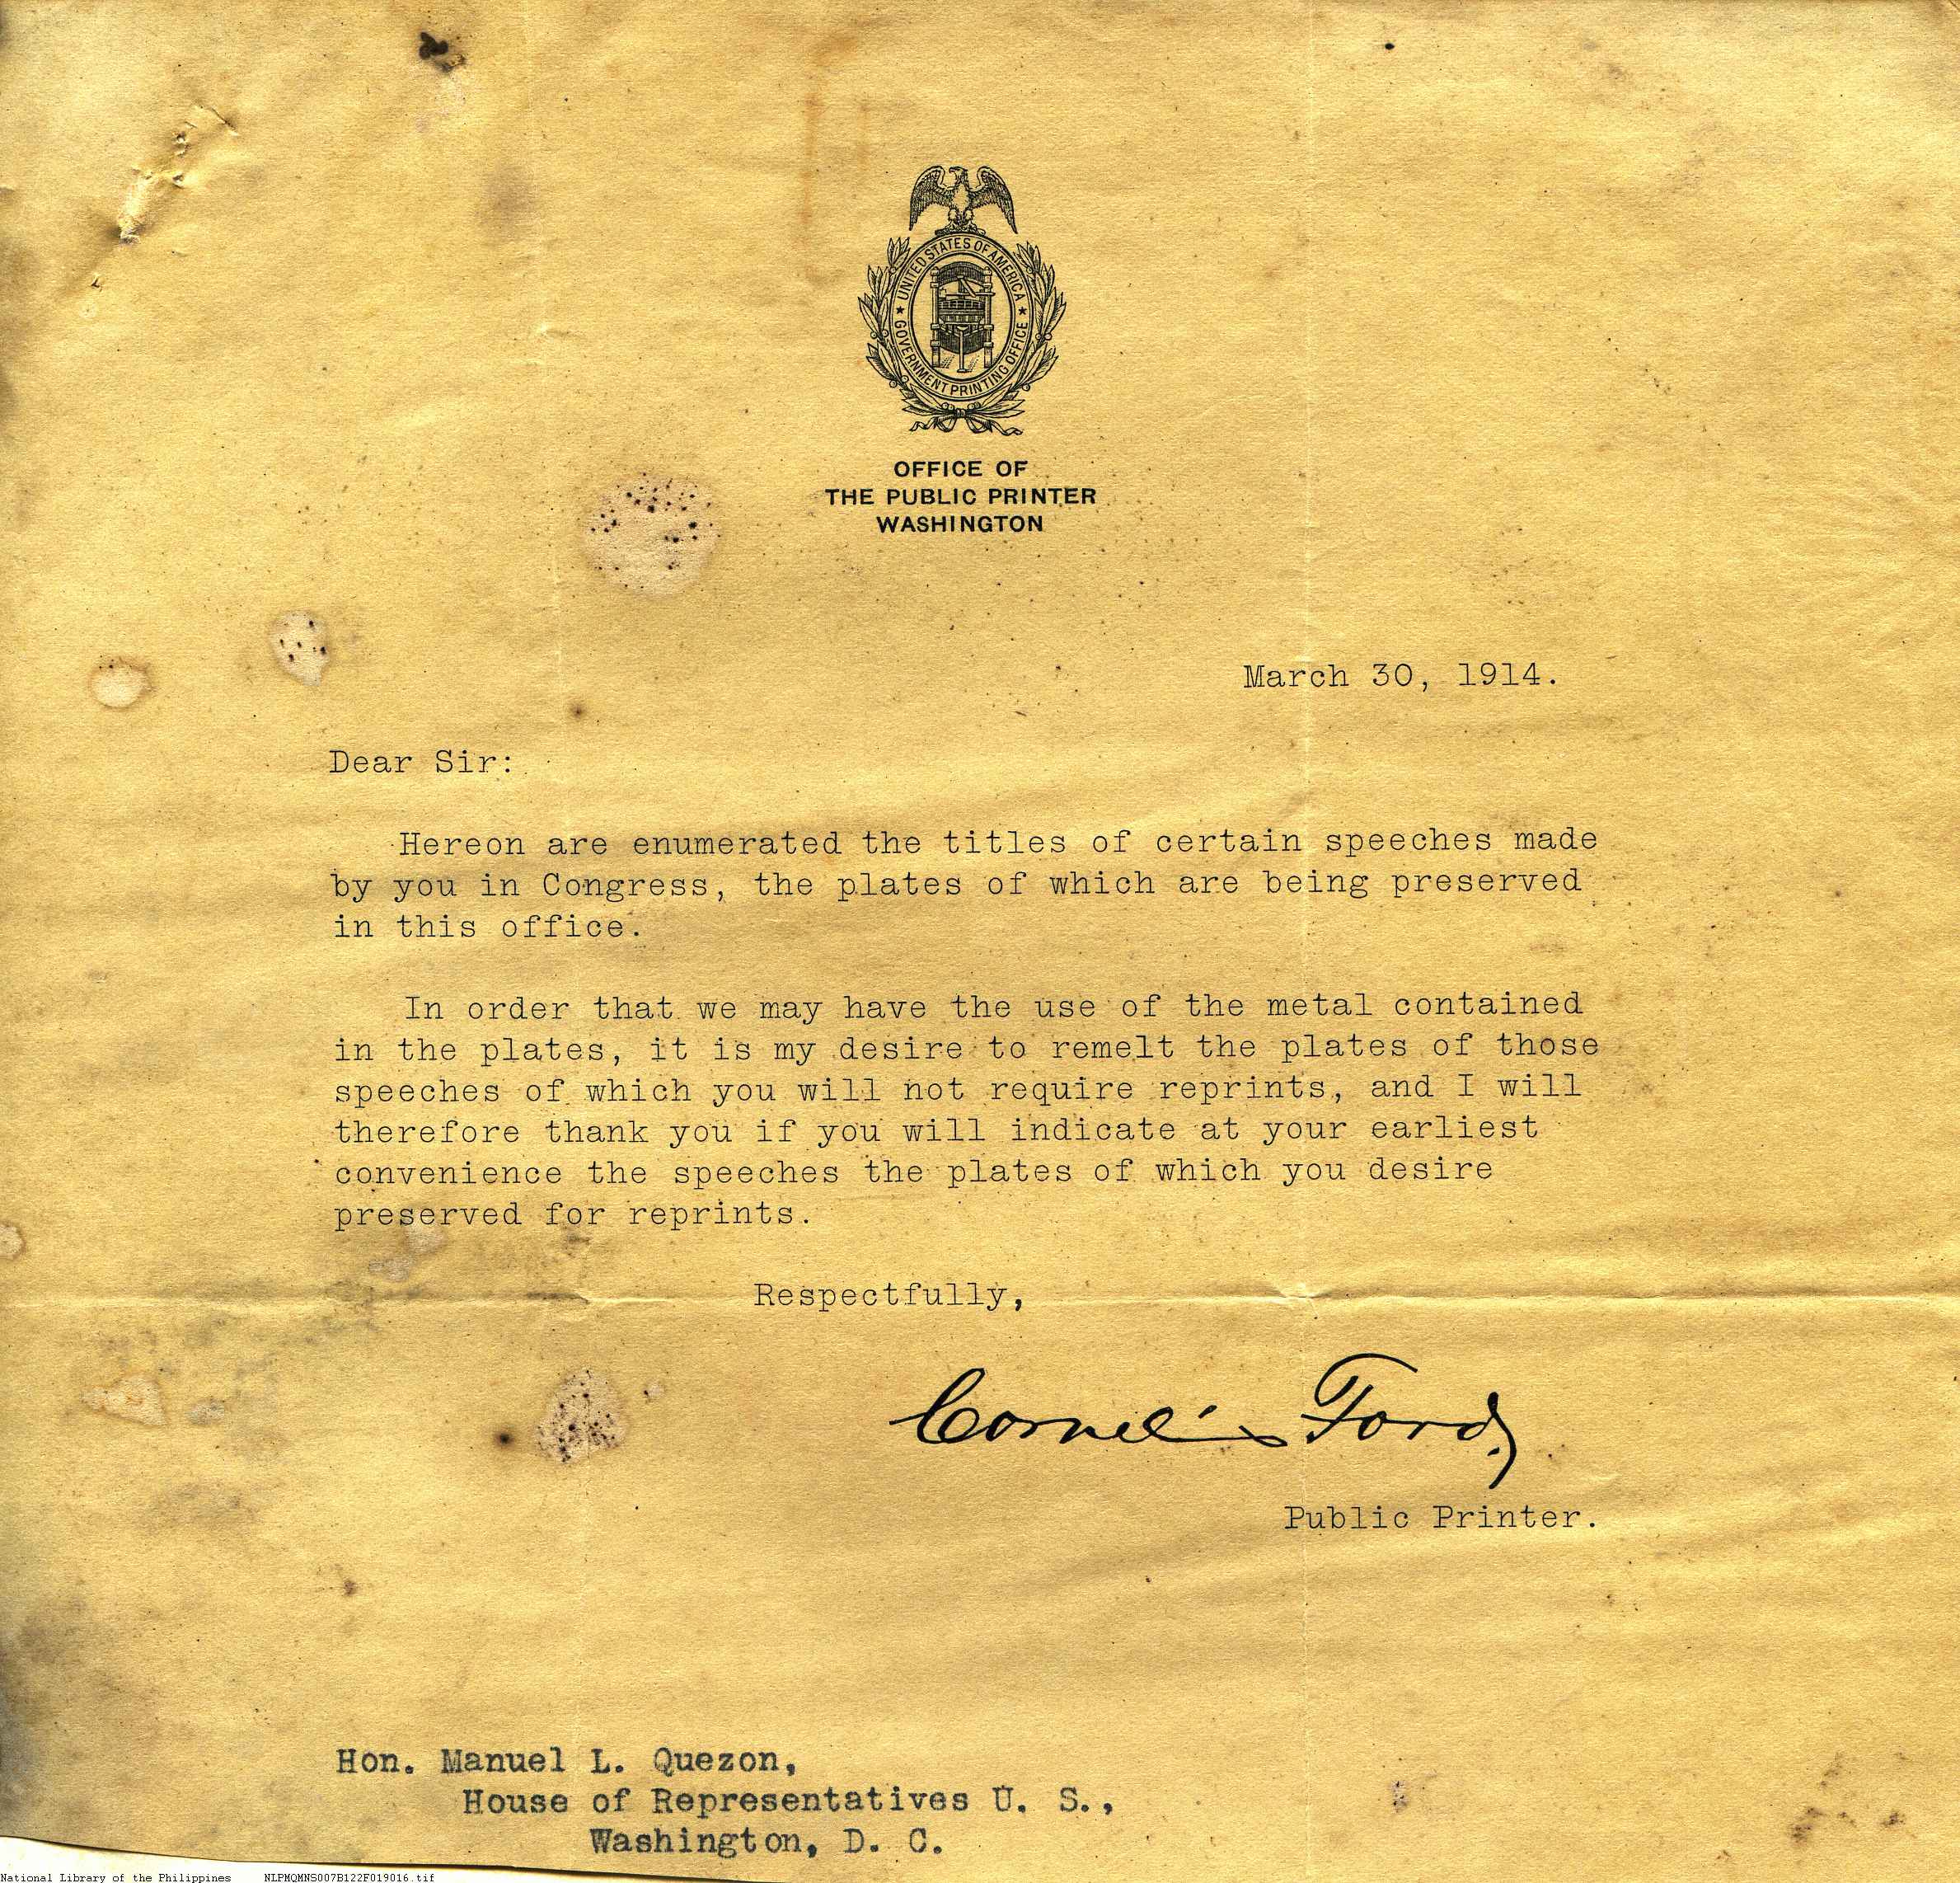 UNITED STATES OF AMERICA
GOVERNMENT PRINTING OFFICE
OFFICE OF
THE PUBLIC PRINTER
WASHINGTON
March 30, 1914.
Dear Sir:
Hereon are enumerated the titles of certain speeches made
by you in Congress, the plates of which are being preserved
in this office.
In order that we may have the use of the metal contained
in the plates, it is my desire to remelt the plates of those
speeches of which you will not require reprints, and I will
therefore thank you if you will indicate at your earliest
convenience the speeches the plates of which you desire
preserved for reprints.
Respectfully,
Cornelius Ford
Public Printer.
Hon. Manuel L. Quezon,
House of Representatives U. S.,
Washington, D. C.
National Library of the Philippines NLPMQMNS007B122F019016.tif